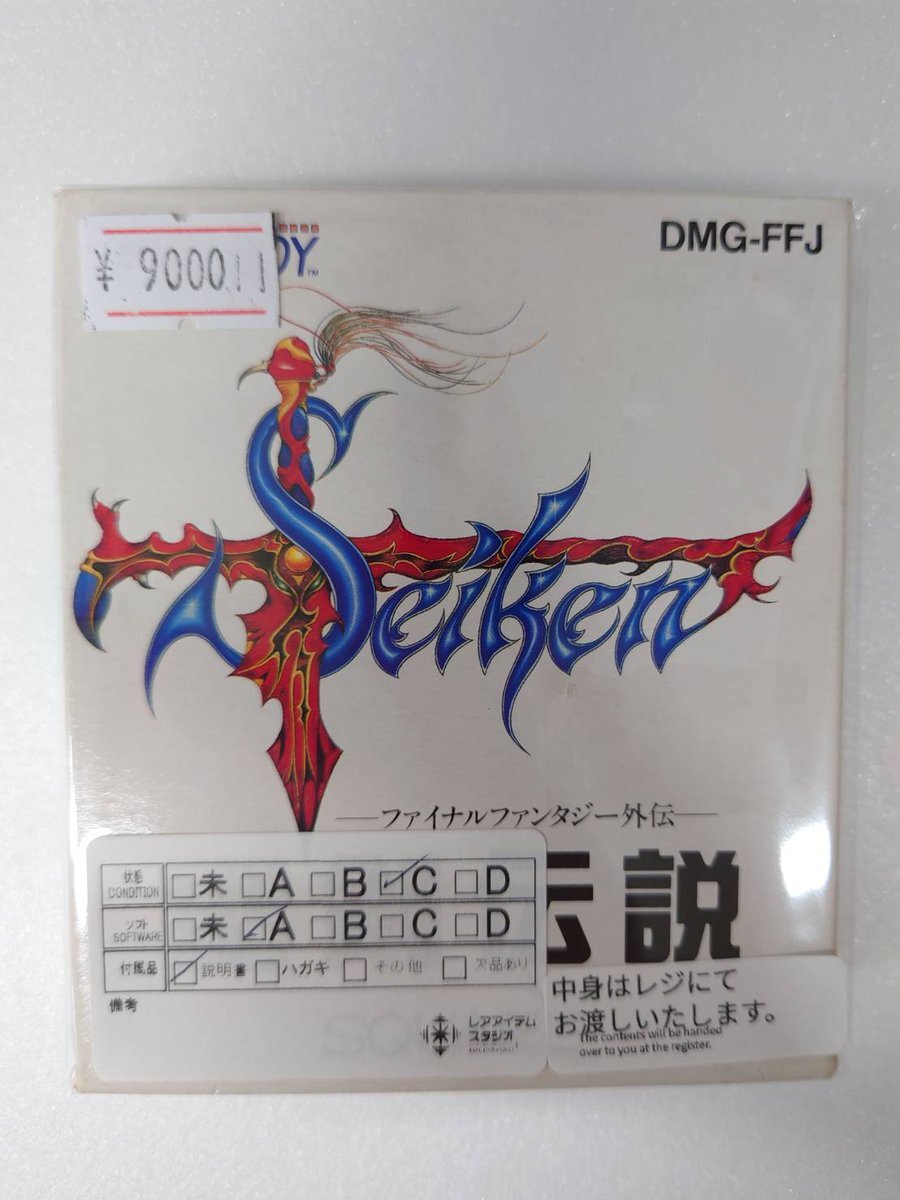 DMG-FFJ
¥ 9000
Seiken
ファイナルファンタジー外伝
伝説
状態 CONDITION □未 □A □B ☑C □D
ソフト SOFTWARE □未 ☑A □B □C □D
付属品 ☑説明書 □ハガキ □その他 □欠品あり
備考
レアアイテム
スタジオ
中身はレジにて
お渡しいたします。
The contents will be handed
over to you at the register.